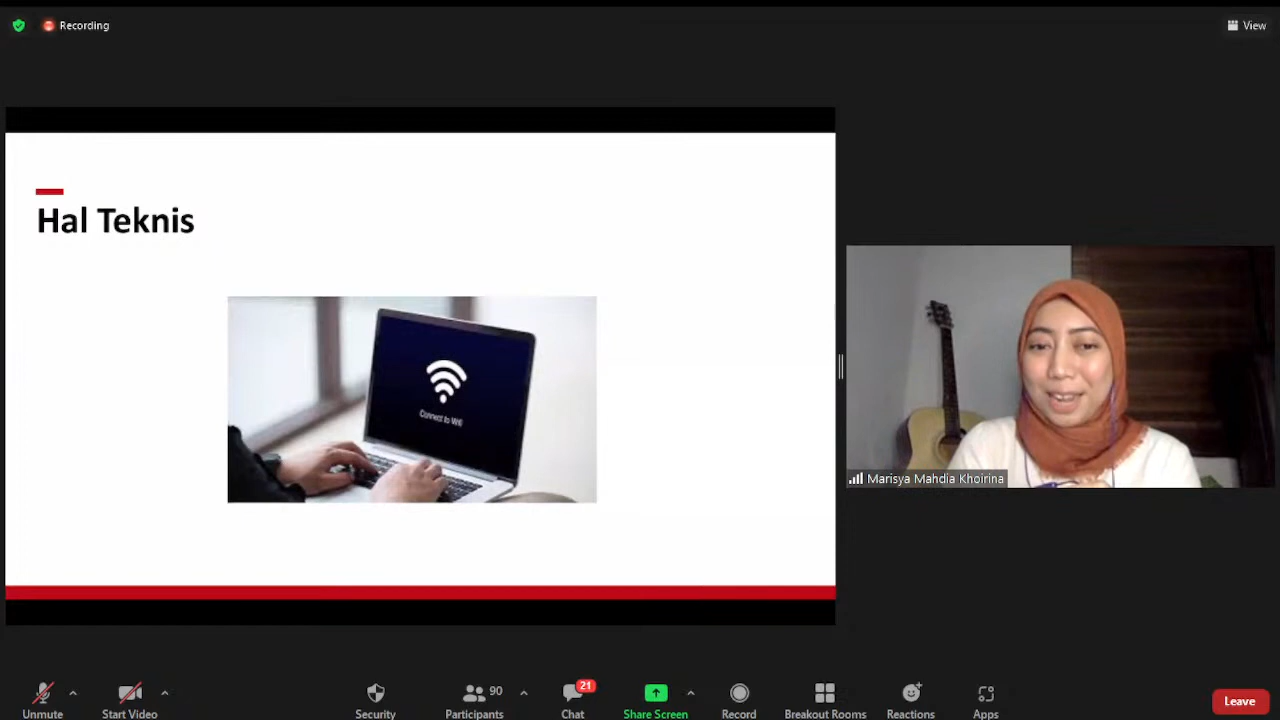 Recording
View
Hal Teknis
Connect to Wifi
Marisya Mahdia Khoirina
Unmute
Start Video
Security
90
Participants
21
Chat
Share Screen
Record
Breakout Rooms
Reactions
Apps
Leave